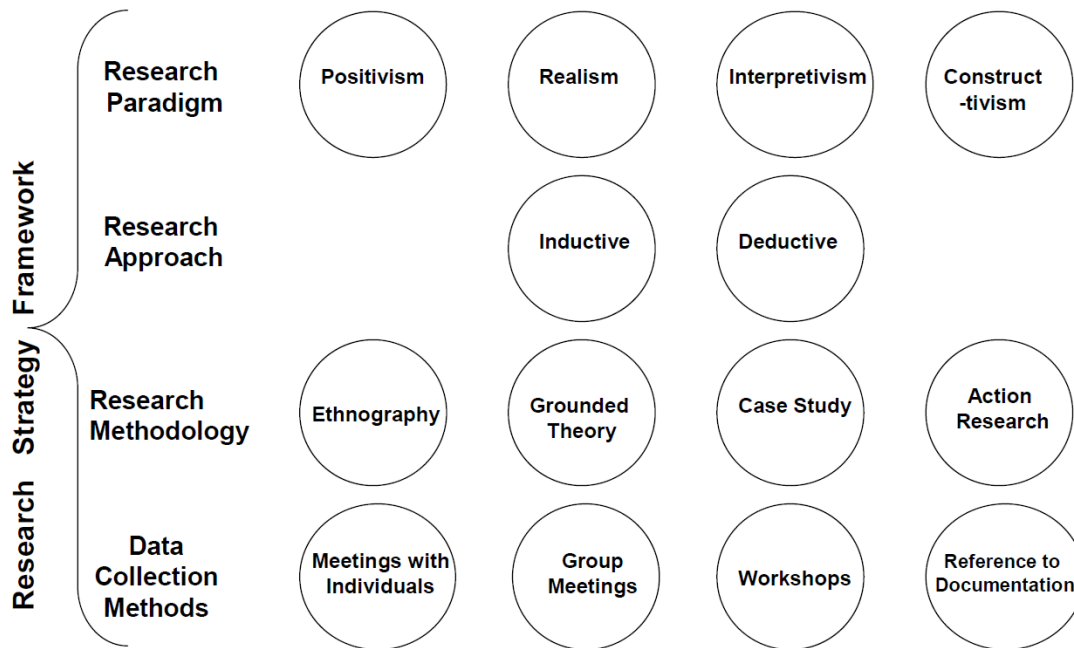 Research Strategy Framework
Research
Paradigm
Positivism
Realism
Interpretivism
Construct
-tivism
Research
Approach
Inductive
Deductive
Research
Methodology
Ethnography
Grounded
Theory
Case Study
Action
Research
Data
Collection
Methods
Meetings with
Individuals
Group
Meetings
Workshops
Reference to
Documentation